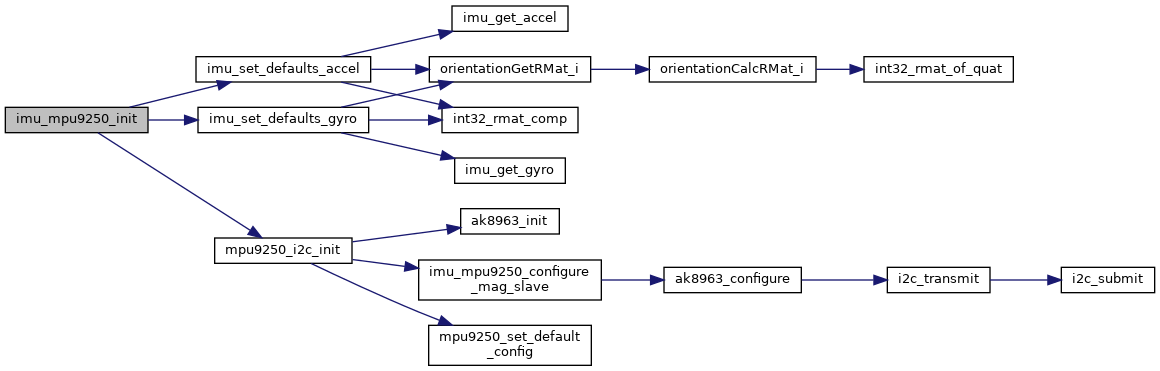 imu_mpu9250_init
imu_set_defaults_accel
imu_get_accel
orientationGetRMat_i
orientationCalcRMat_i
int32_rmat_of_quat
int32_rmat_comp
imu_set_defaults_gyro
imu_get_gyro
mpu9250_i2c_init
ak8963_init
imu_mpu9250_configure
_mag_slave
ak8963_configure
i2c_transmit
i2c_submit
mpu9250_set_default
_config